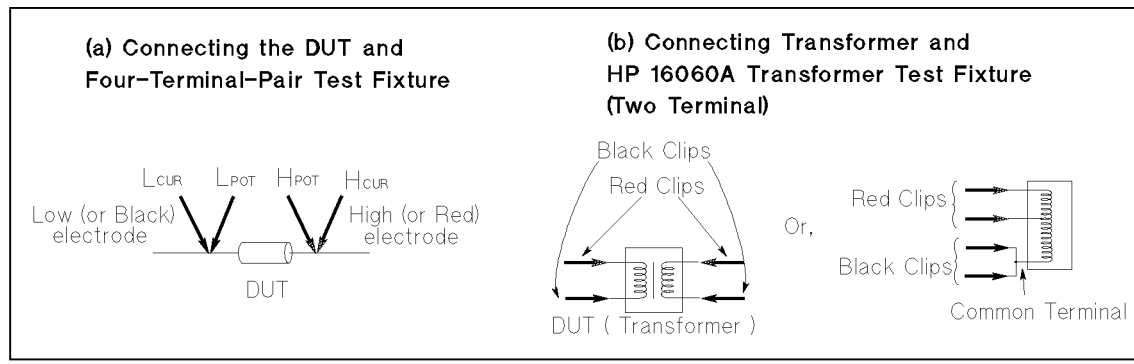 (a) Connecting the DUT and
Four-Terminal-Pair Test Fixture
LCUR LPOT HPOT HCUR
Low (or Black)
electrode
High (or Red)
electrode
DUT
(b) Connecting Transformer and
HP 16060A Transformer Test Fixture
(Two Terminal)
Black Clips
Red Clips
DUT ( Transformer )
Or,
Red Clips
Black Clips
Common Terminal